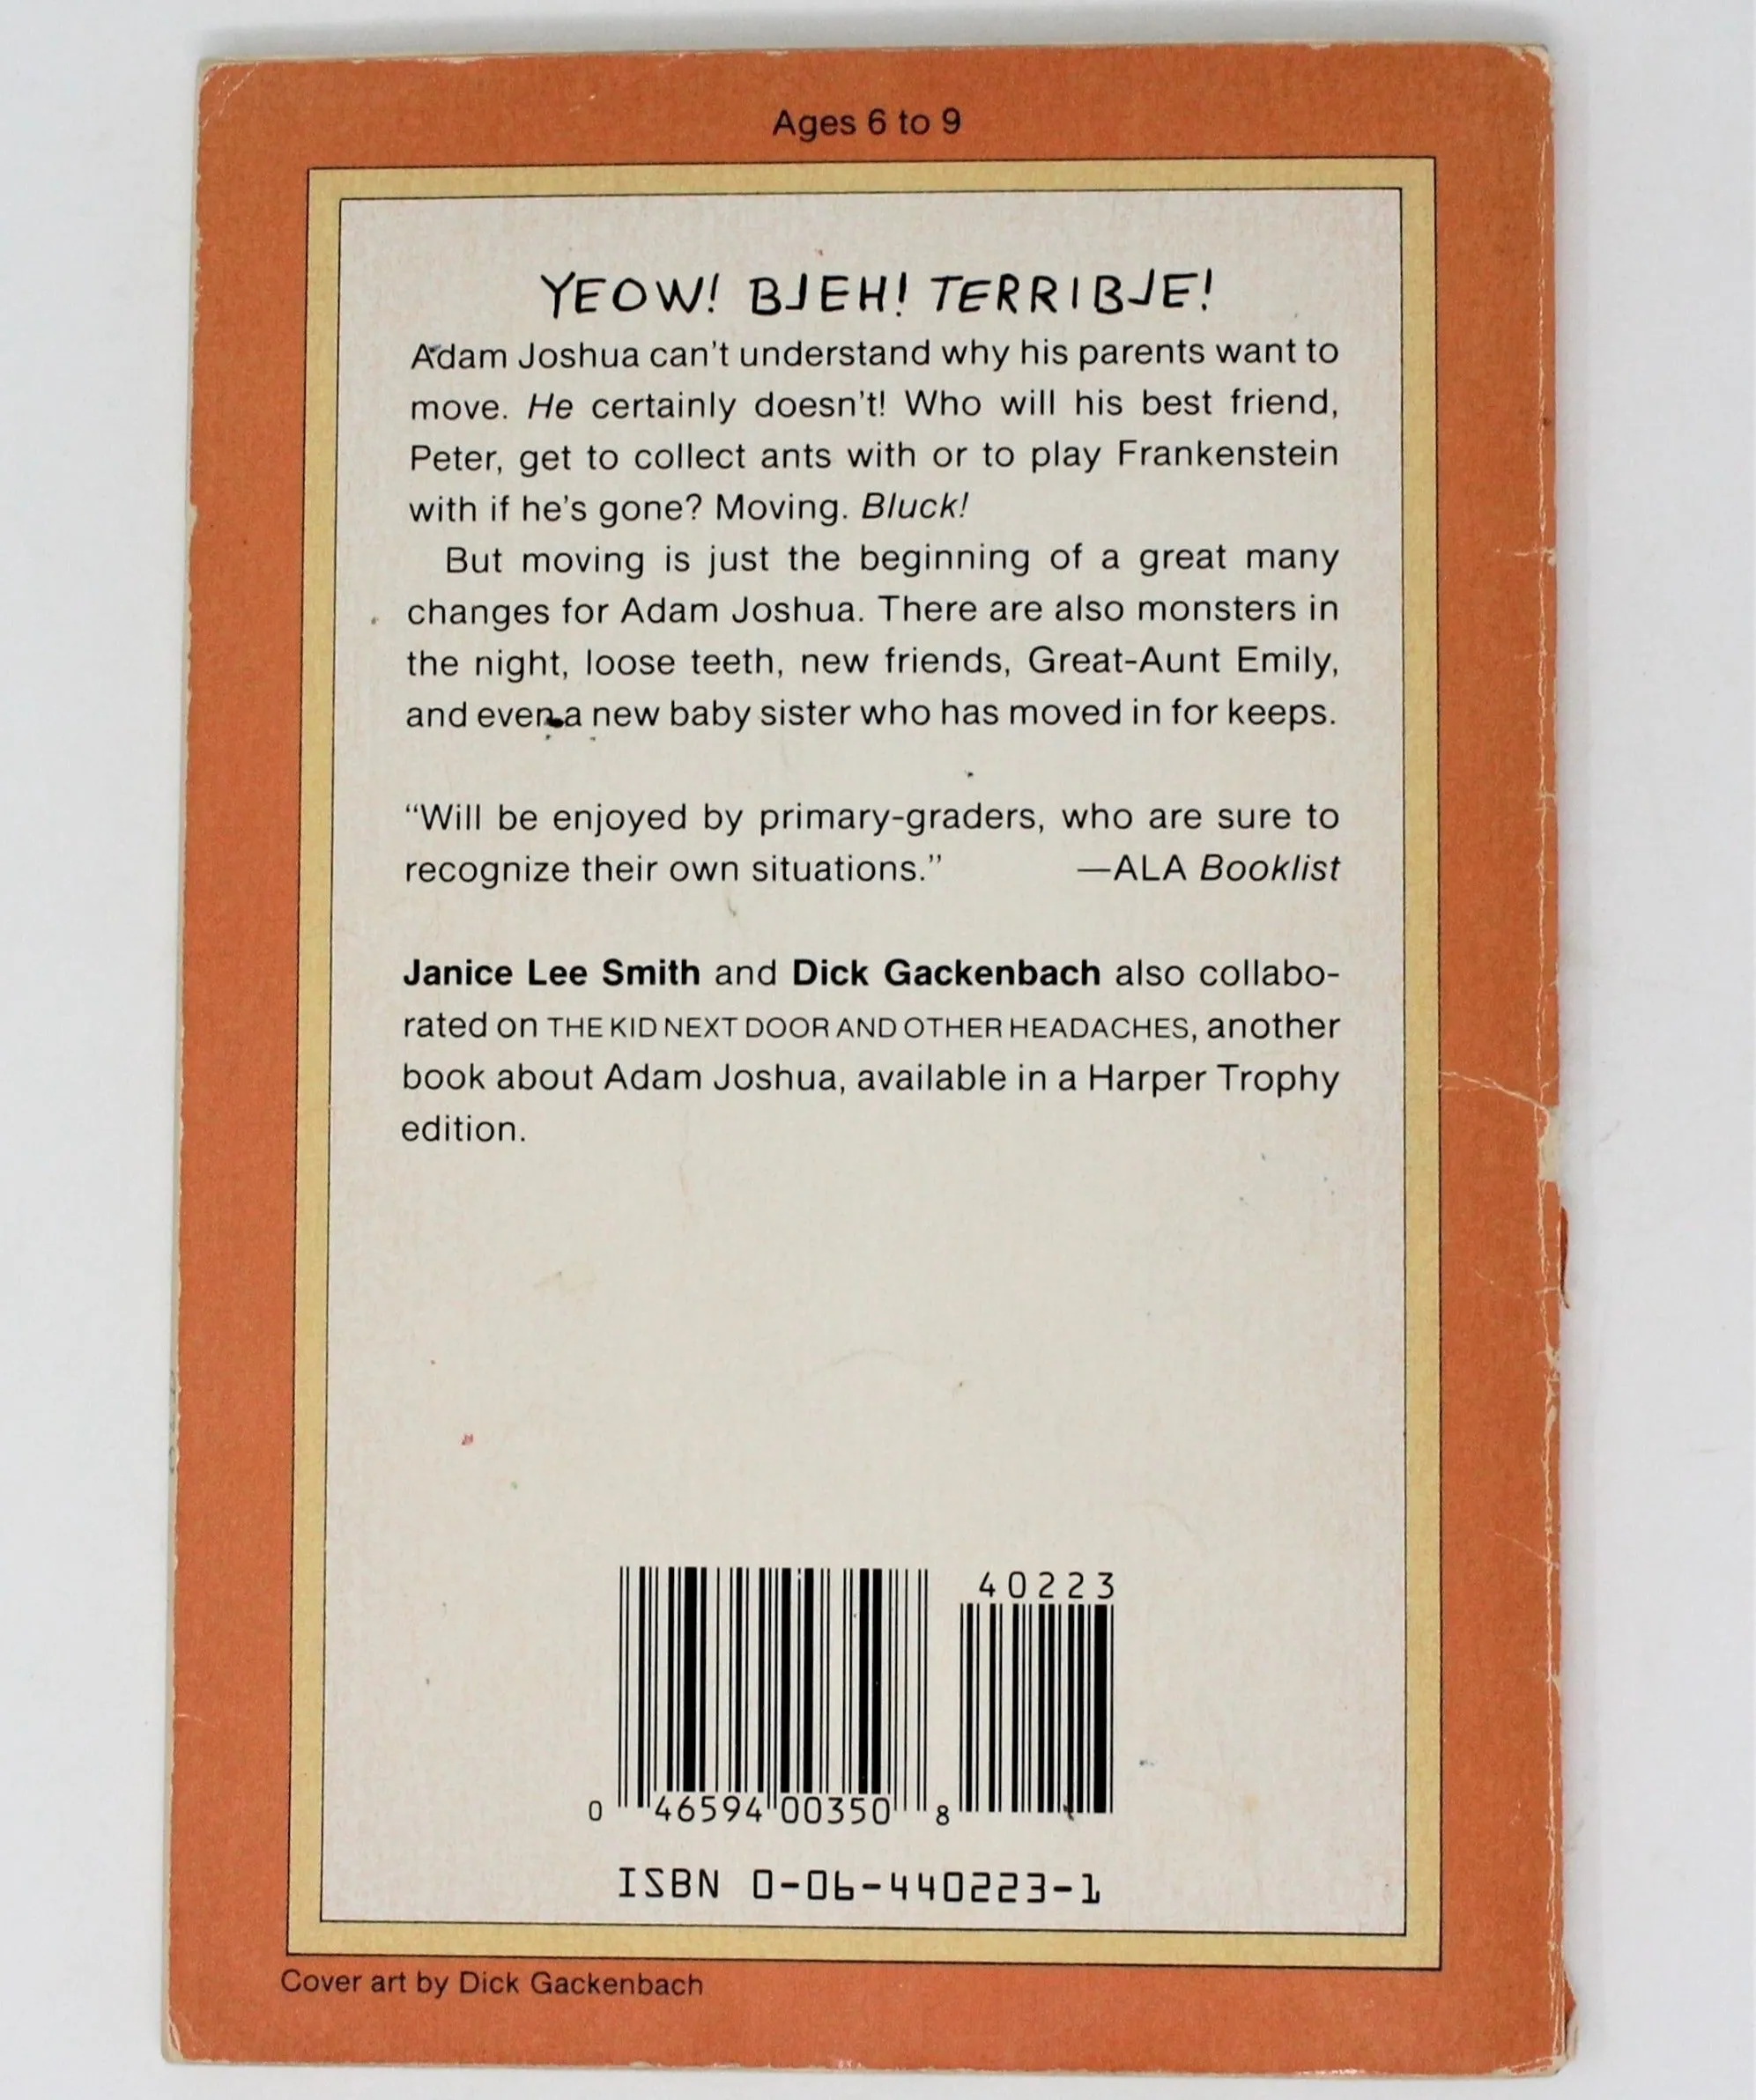 Ages 6 to 9
YEOW! BJEH! TERRIBJE!
Adam Joshua can't understand why his parents want to
move. He certainly doesn't! Who will his best friend,
Peter, get to collect ants with or to play Frankenstein
with if he's gone? Moving. Bluck!
But moving is just the beginning of a great many
changes for Adam Joshua. There are also monsters in
the night, loose teeth, new friends, Great-Aunt Emily,
and even a new baby sister who has moved in for keeps.
“Will be enjoyed by primary-graders, who are sure to
recognize their own situations.” —ALA Booklist
Janice Lee Smith and Dick Gackenbach also collabo-
rated on THE KID NEXT DOOR AND OTHER HEADACHES, another
book about Adam Joshua, available in a Harper Trophy
edition.
40223
0 46594 00350 8
ISBN 0-06-440223-1
Cover art by Dick Gackenbach